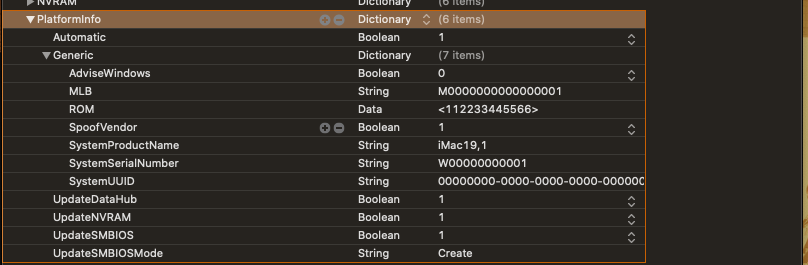 NVRAM Dictionary (6 items)
PlatformInfo Dictionary (6 items)
Automatic Boolean 1
Generic Dictionary (7 items)
AdviseWindows Boolean 0
MLB String M0000000000000001
ROM Data <112233445566>
SpoofVendor Boolean 1
SystemProductName String iMac19,1
SystemSerialNumber String W00000000001
SystemUUID String 00000000-0000-0000-0000-000000
UpdateDataHub Boolean 1
UpdateNVRAM Boolean 1
UpdateSMBIOS Boolean 1
UpdateSMBIOSMode String Create